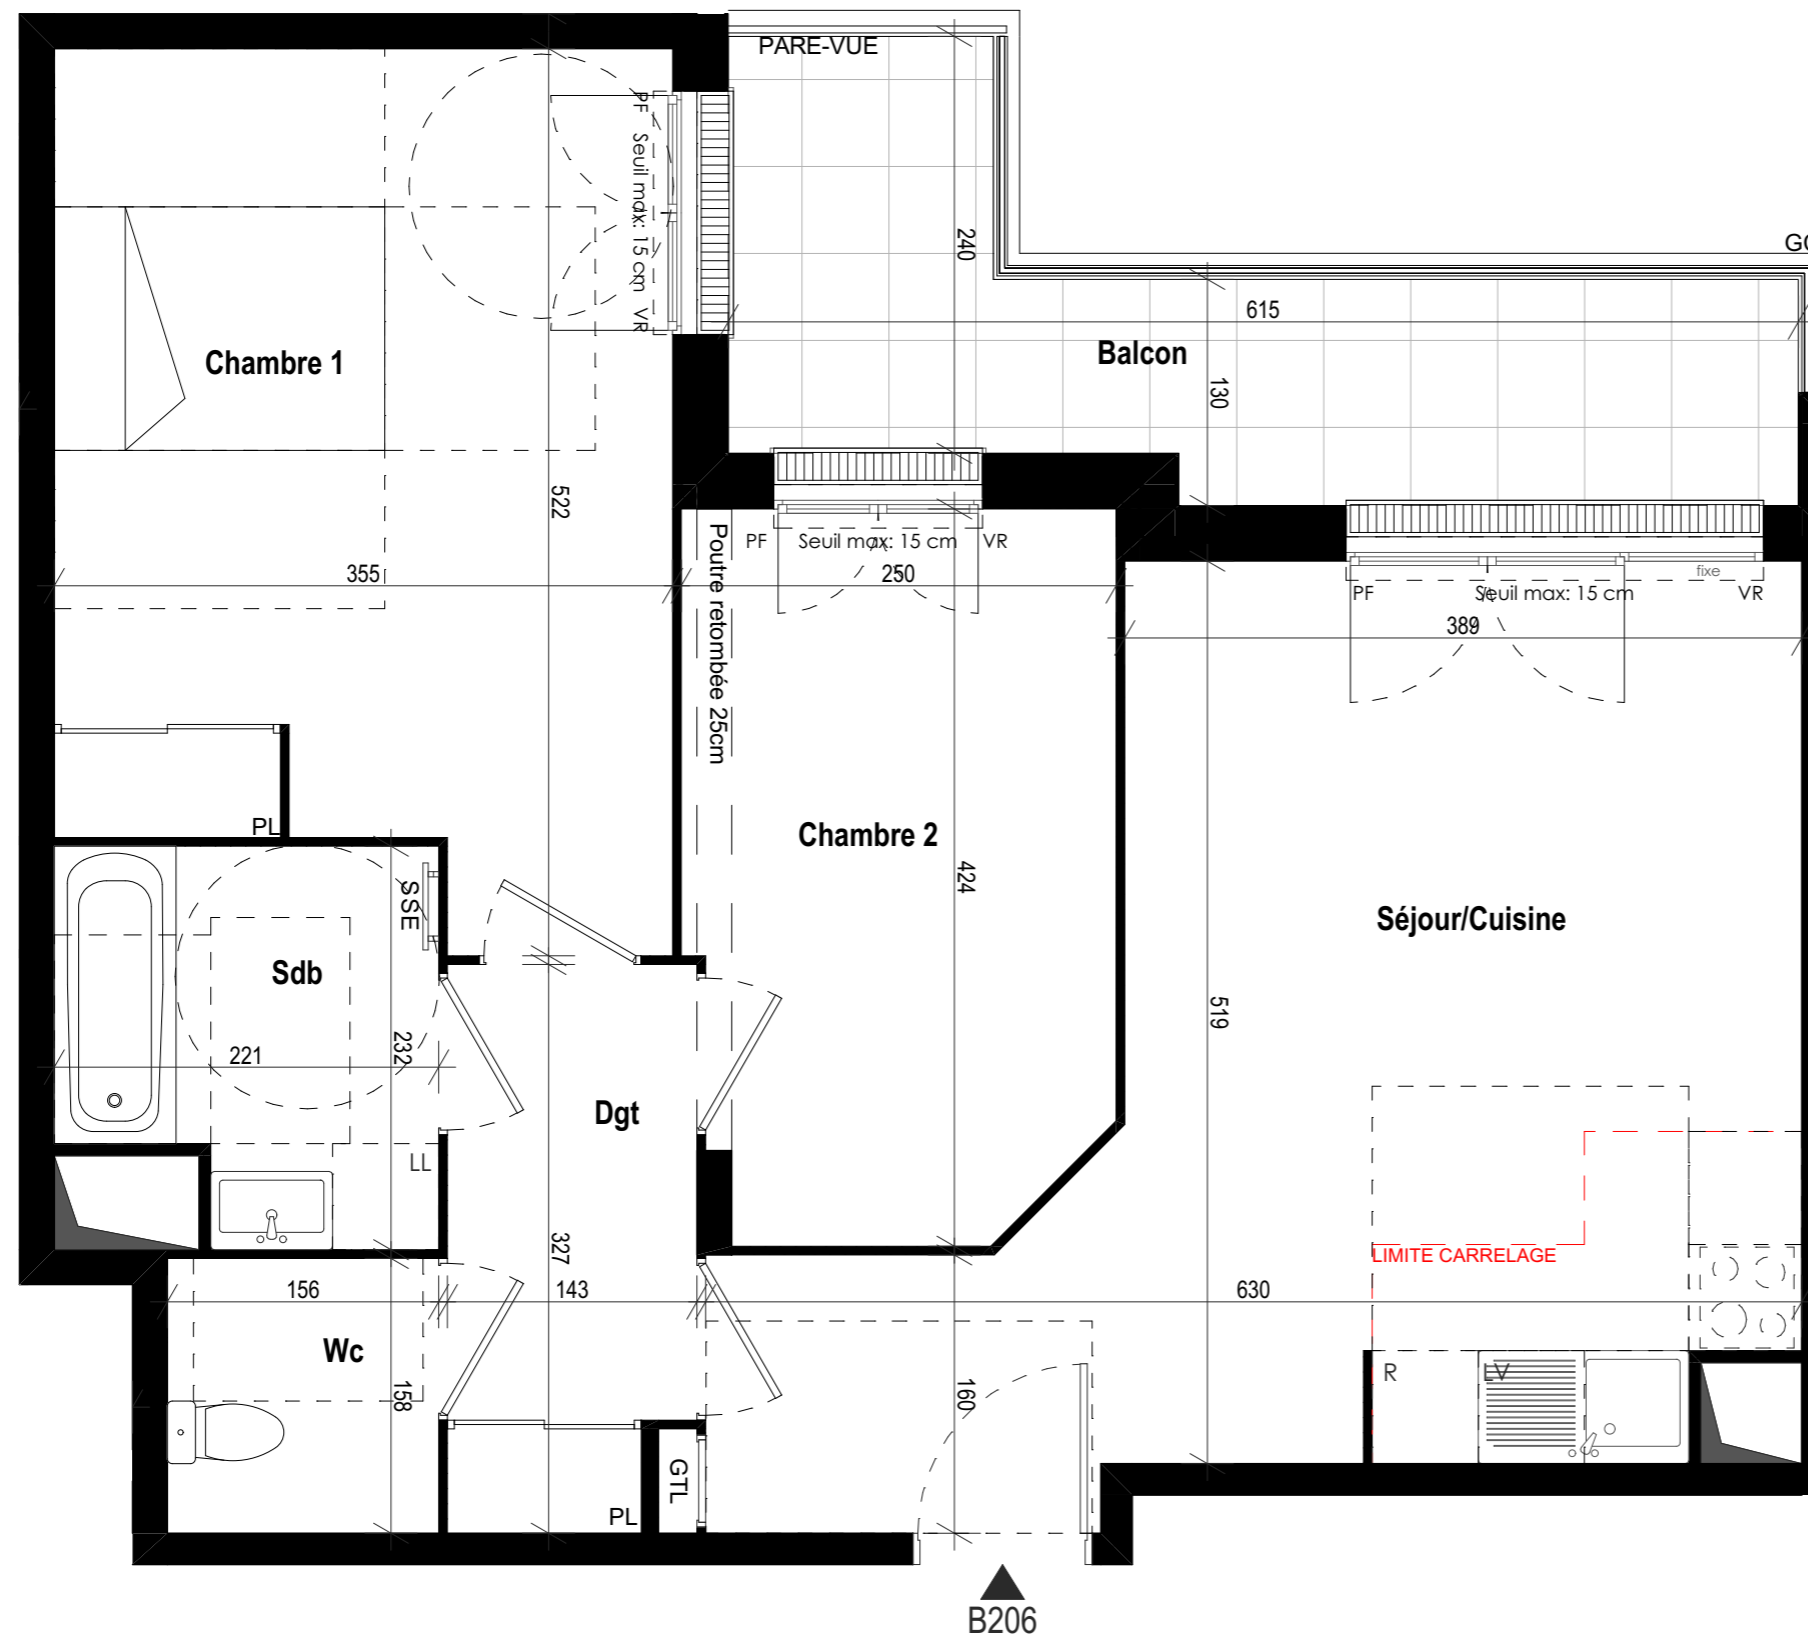 PARE-VUE
GO
PF Seuil max: 15 cm VR
240
615
Chambre 1
Balcon
130
522
Poutre retombée 25cm
PF Seuil max: 15 cm VR
fixe
PF Seuil max: 15 cm VR
355
250
389
PL
Chambre 2
424
SSE
Séjour/Cuisine
Sdb
519
221
232
Dgt
LL
327
LIMITE CARRELAGE
156
143
630
Wc
158
160
R
LV
GTL
PL
B206